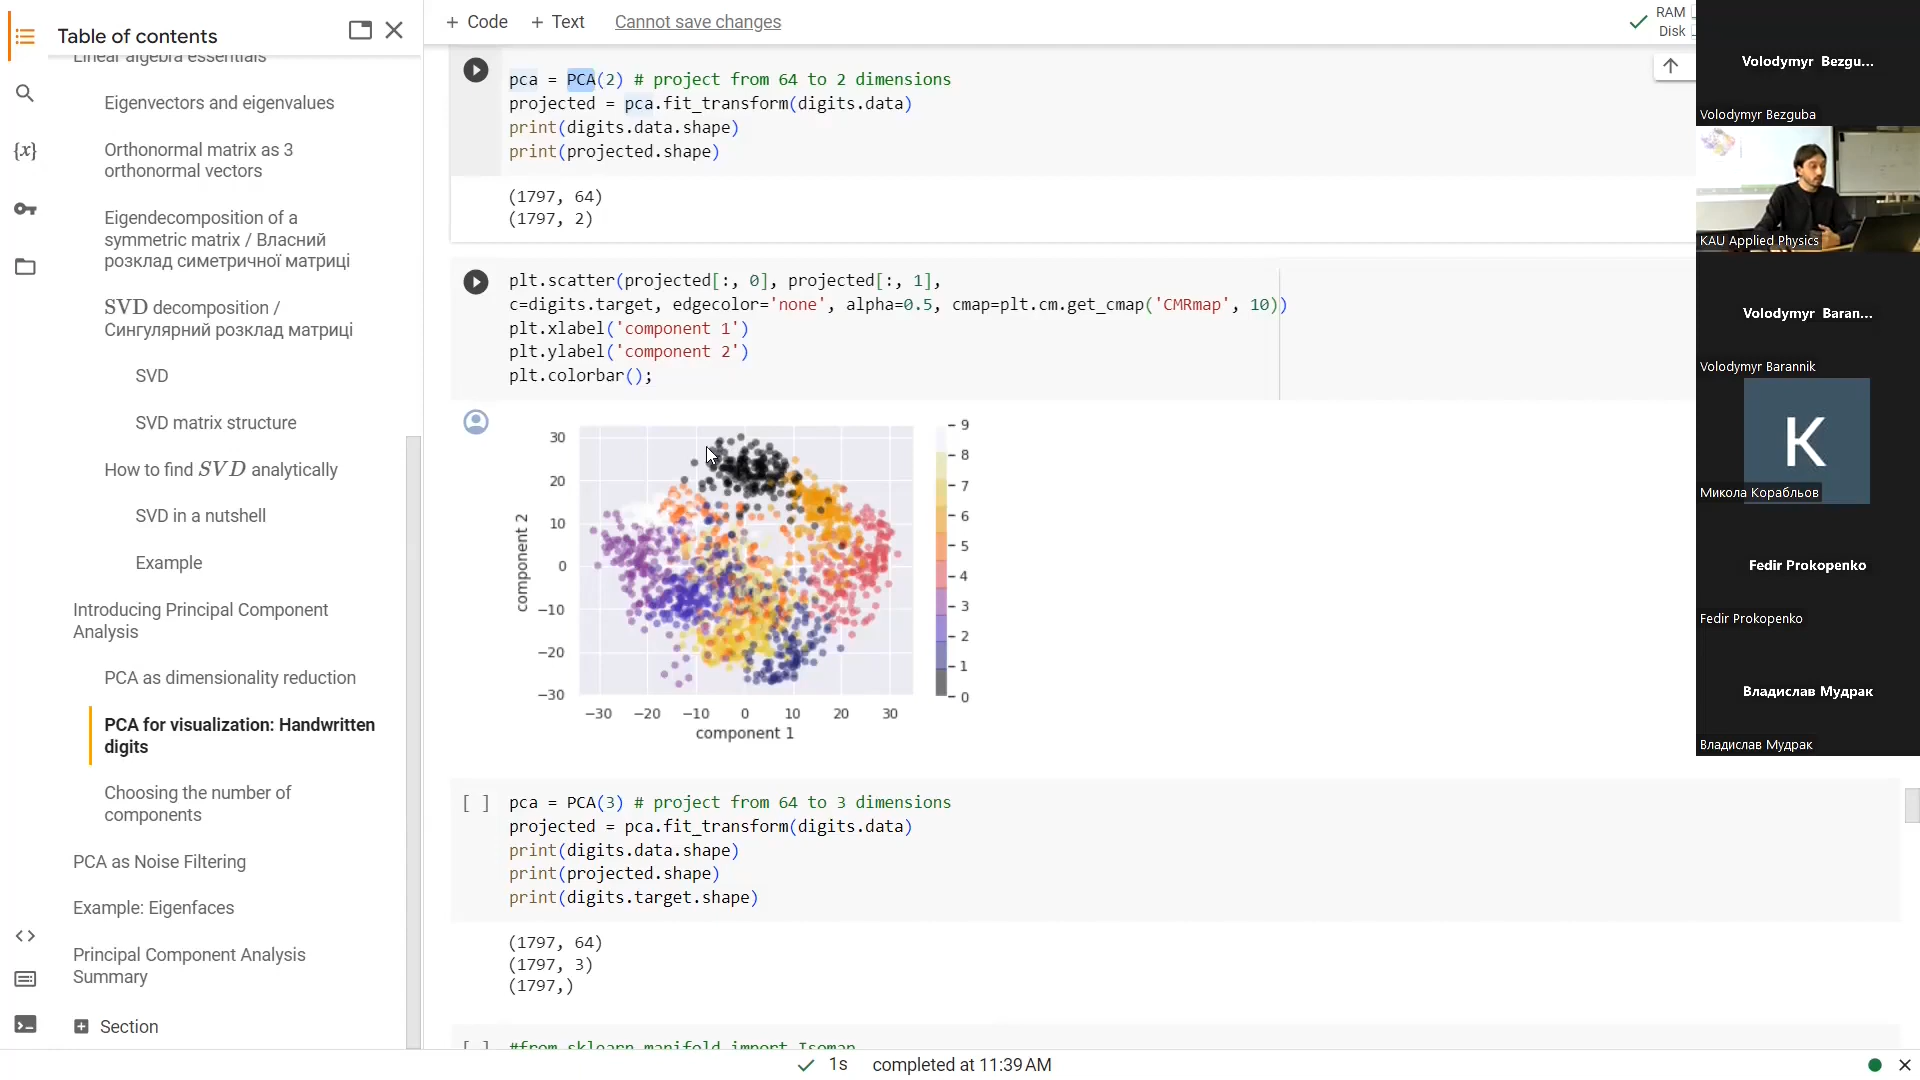 Table of contents
Linear algebra essentials
Eigenvectors and eigenvalues
Orthonormal matrix as 3
orthonormal vectors
Eigendecomposition of a
symmetric matrix / Власний
розклад симетричної матриці
SVD decomposition /
Сингулярний розклад матриці
SVD
SVD matrix structure
How to find SVD analytically
SVD in a nutshell
Example
Introducing Principal Component
Analysis
PCA as dimensionality reduction
PCA for visualization: Handwritten
digits
Choosing the number of
components
PCA as Noise Filtering
Example: Eigenfaces
Principal Component Analysis
Summary
Section
{x}
+ Code + Text Cannot save changes
RAM
Disk
pca = PCA(2) # project from 64 to 2 dimensions
projected = pca.fit_transform(digits.data)
print(digits.data.shape)
print(projected.shape)
(1797, 64)
(1797, 2)
plt.scatter(projected[:, 0], projected[:, 1],
c=digits.target, edgecolor='none', alpha=0.5, cmap=plt.cm.get_cmap('CMRmap', 10))
plt.xlabel('component 1')
plt.ylabel('component 2')
plt.colorbar();
30
20
10
0
−10
−20
−30
component 2
−30 −20 −10 0 10 20 30
component 1
9
8
7
6
5
4
3
2
1
0
[ ] pca = PCA(3) # project from 64 to 3 dimensions
projected = pca.fit_transform(digits.data)
print(digits.data.shape)
print(projected.shape)
print(digits.target.shape)
(1797, 64)
(1797, 3)
(1797,)
[ ] #from sklearn.manifold import Isomap
1s completed at 11:39 AM
Volodymyr Bezgu...
Volodymyr Bezguba
KAU Applied Physics
Volodymyr Baran...
Volodymyr Barannik
K
Микола Корабльов
Fedir Prokopenko
Fedir Prokopenko
Владислав Мудрак
Владислав Мудрак